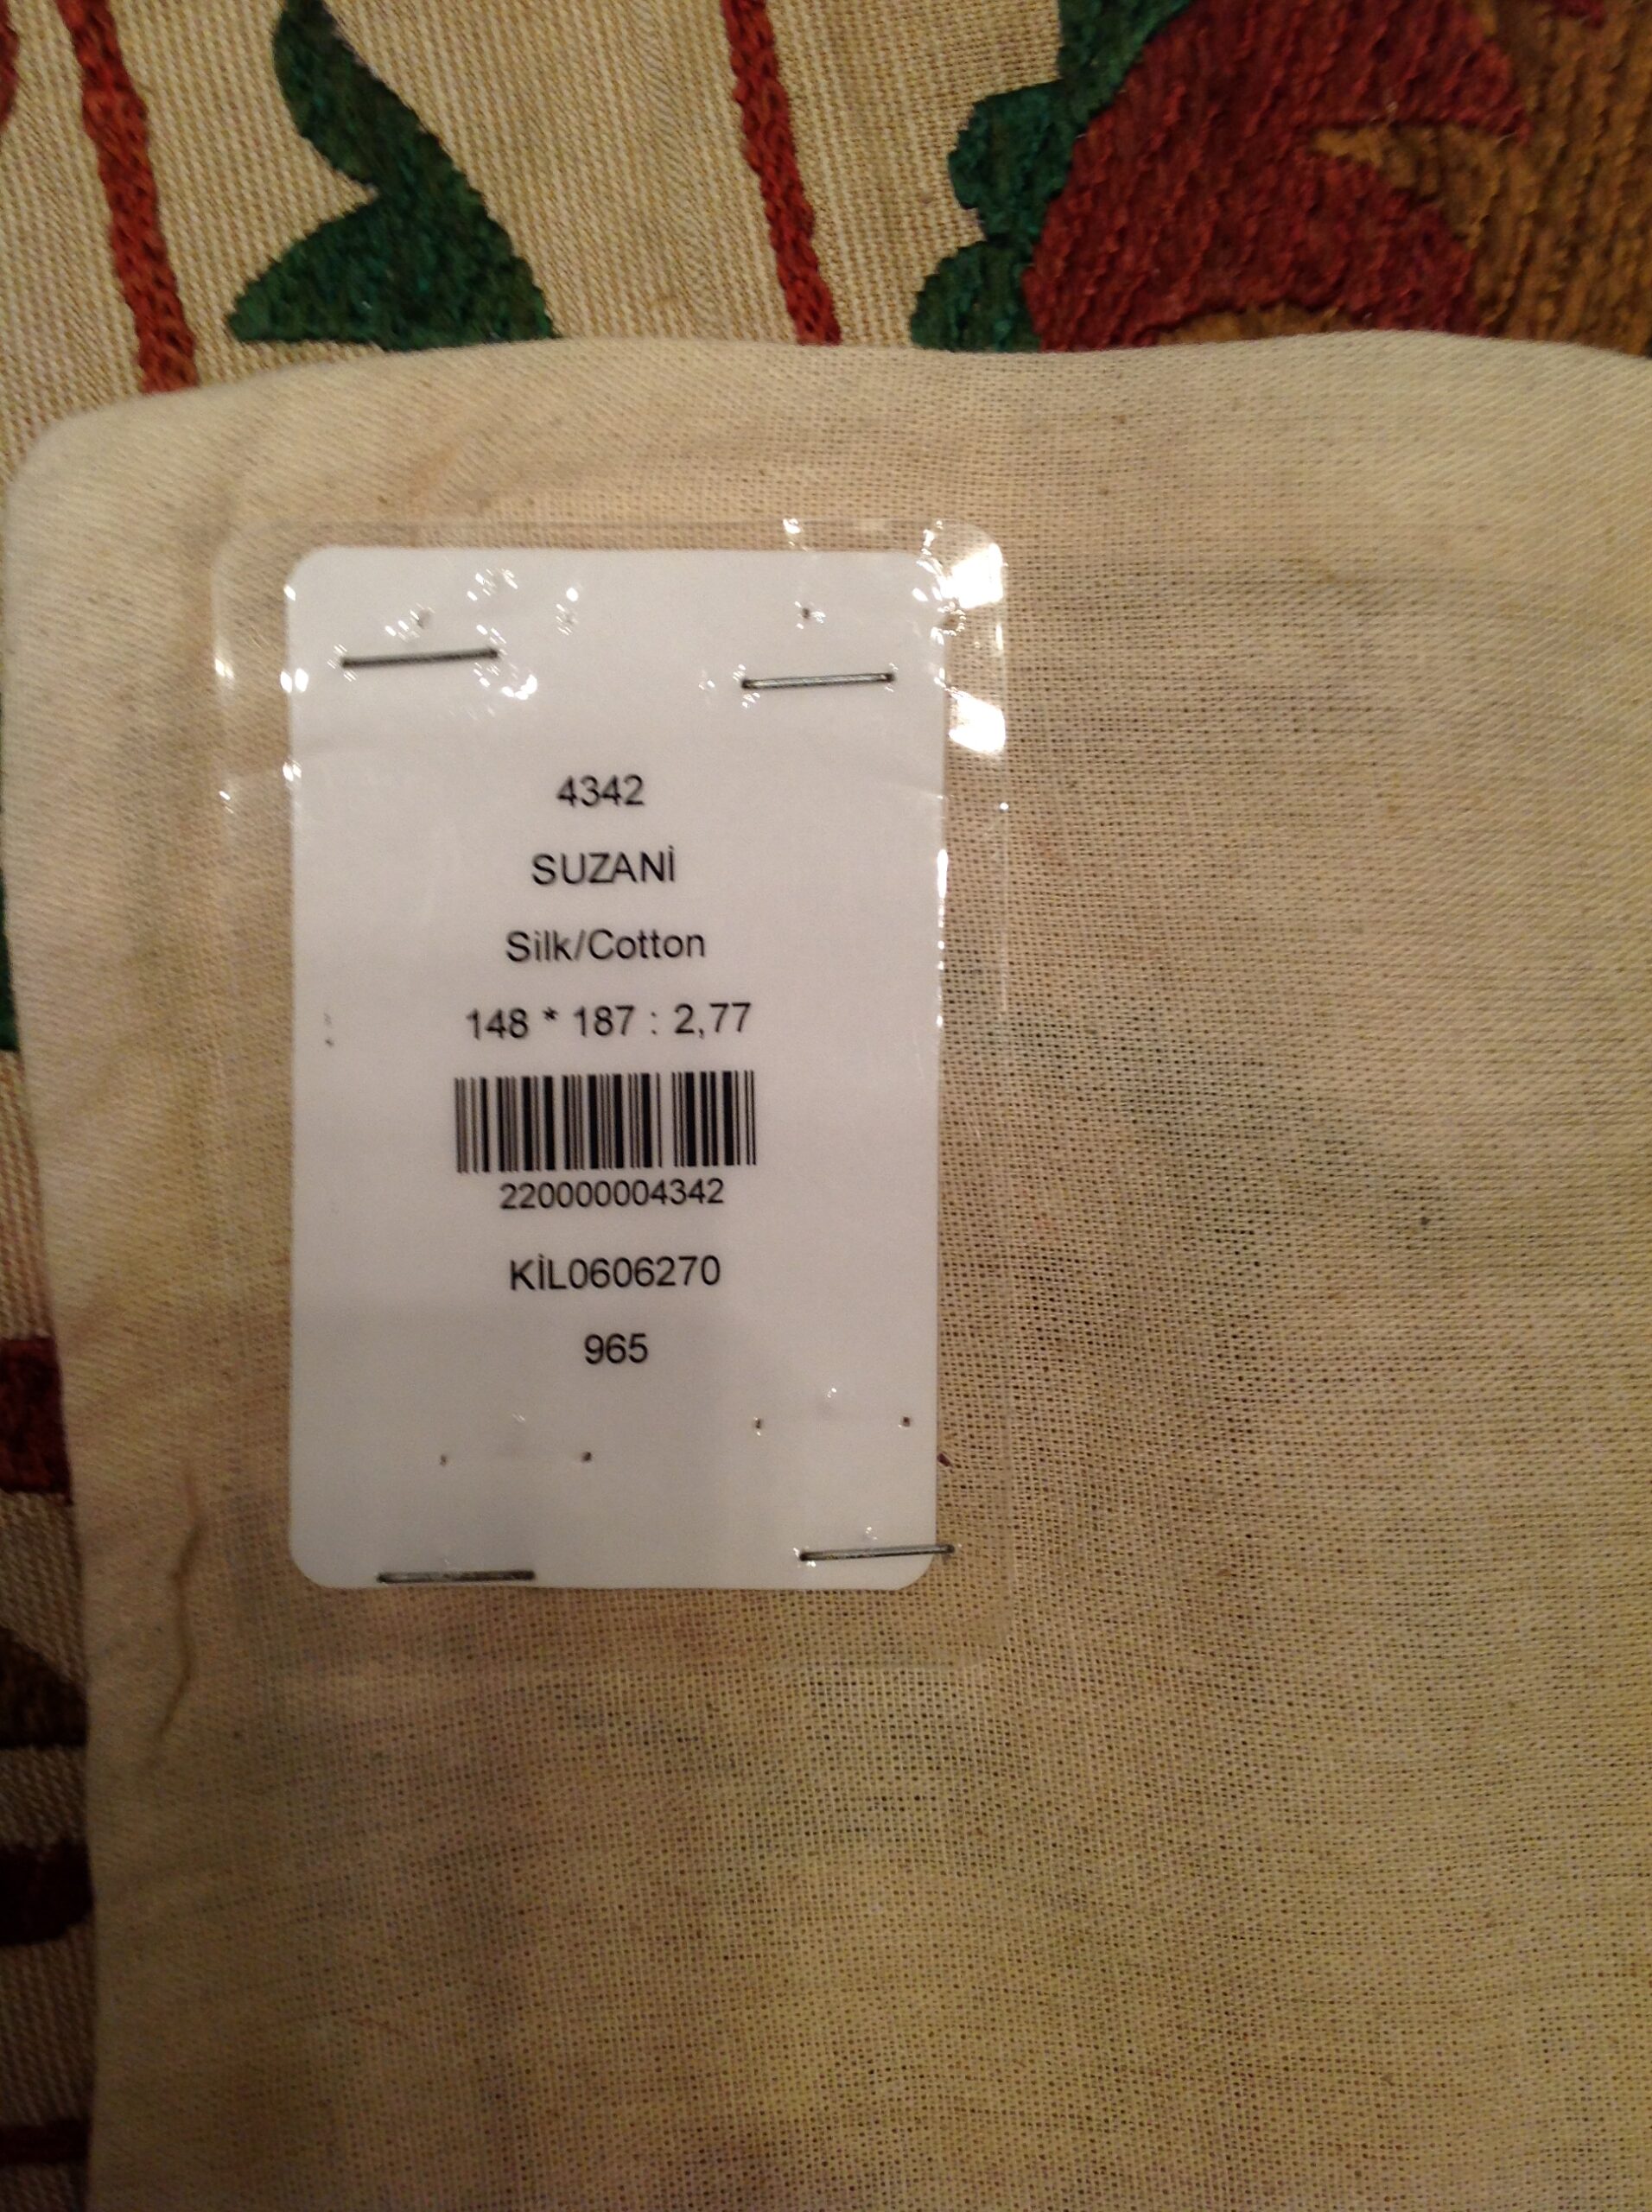 4342
SUZANİ
Silk/Cotton
148 * 187 : 2,77
220000004342
KİL0606270
965